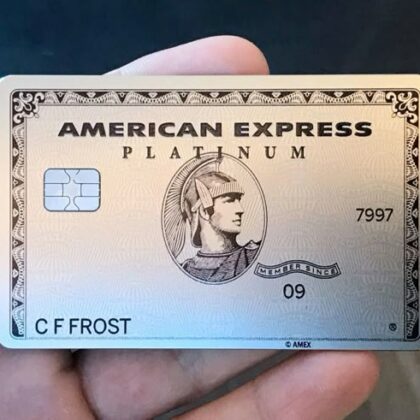 AMERICAN EXPRESS
PLATINUM
7997
MEMBER SINCE
09
C F FROST
®
© AMEX